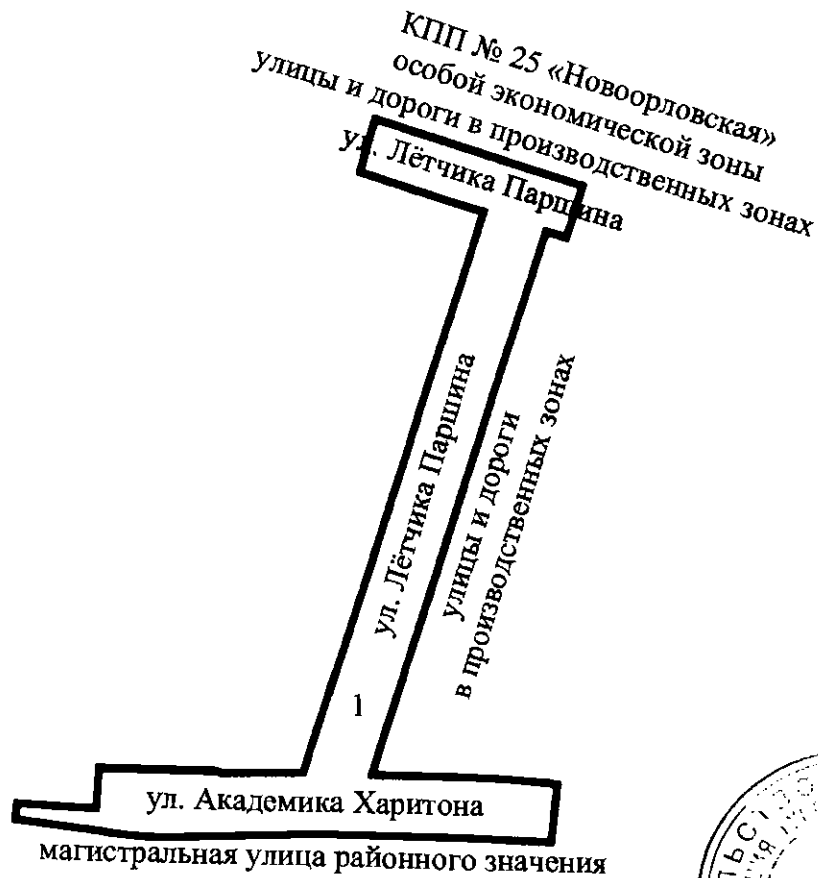 КПП № 25 «Новоорловская»
особой экономической зоны
улицы и дороги в производственных зонах
ул. Лётчика Паршина
ул. Лётчика Паршина
улицы и дороги
в производственных зонах
1
ул. Академика Харитона
магистральная улица районного значения